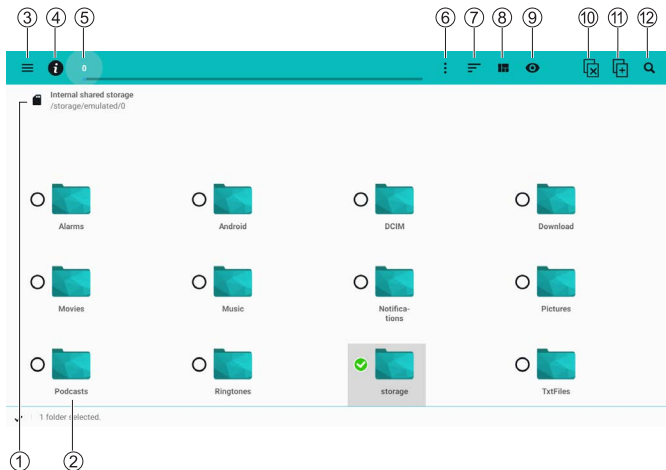 ③ ④ ⑤ ⑥ ⑦ ⑧ ⑨ ⑩ ⑪ ⑫
0
Internal shared storage
/storage/emulated/0
Alarms Android DCIM Download
Movies Music Notifica- Pictures
tions
Podcasts Ringtones storage TxtFiles
1 folder selected.
① ②